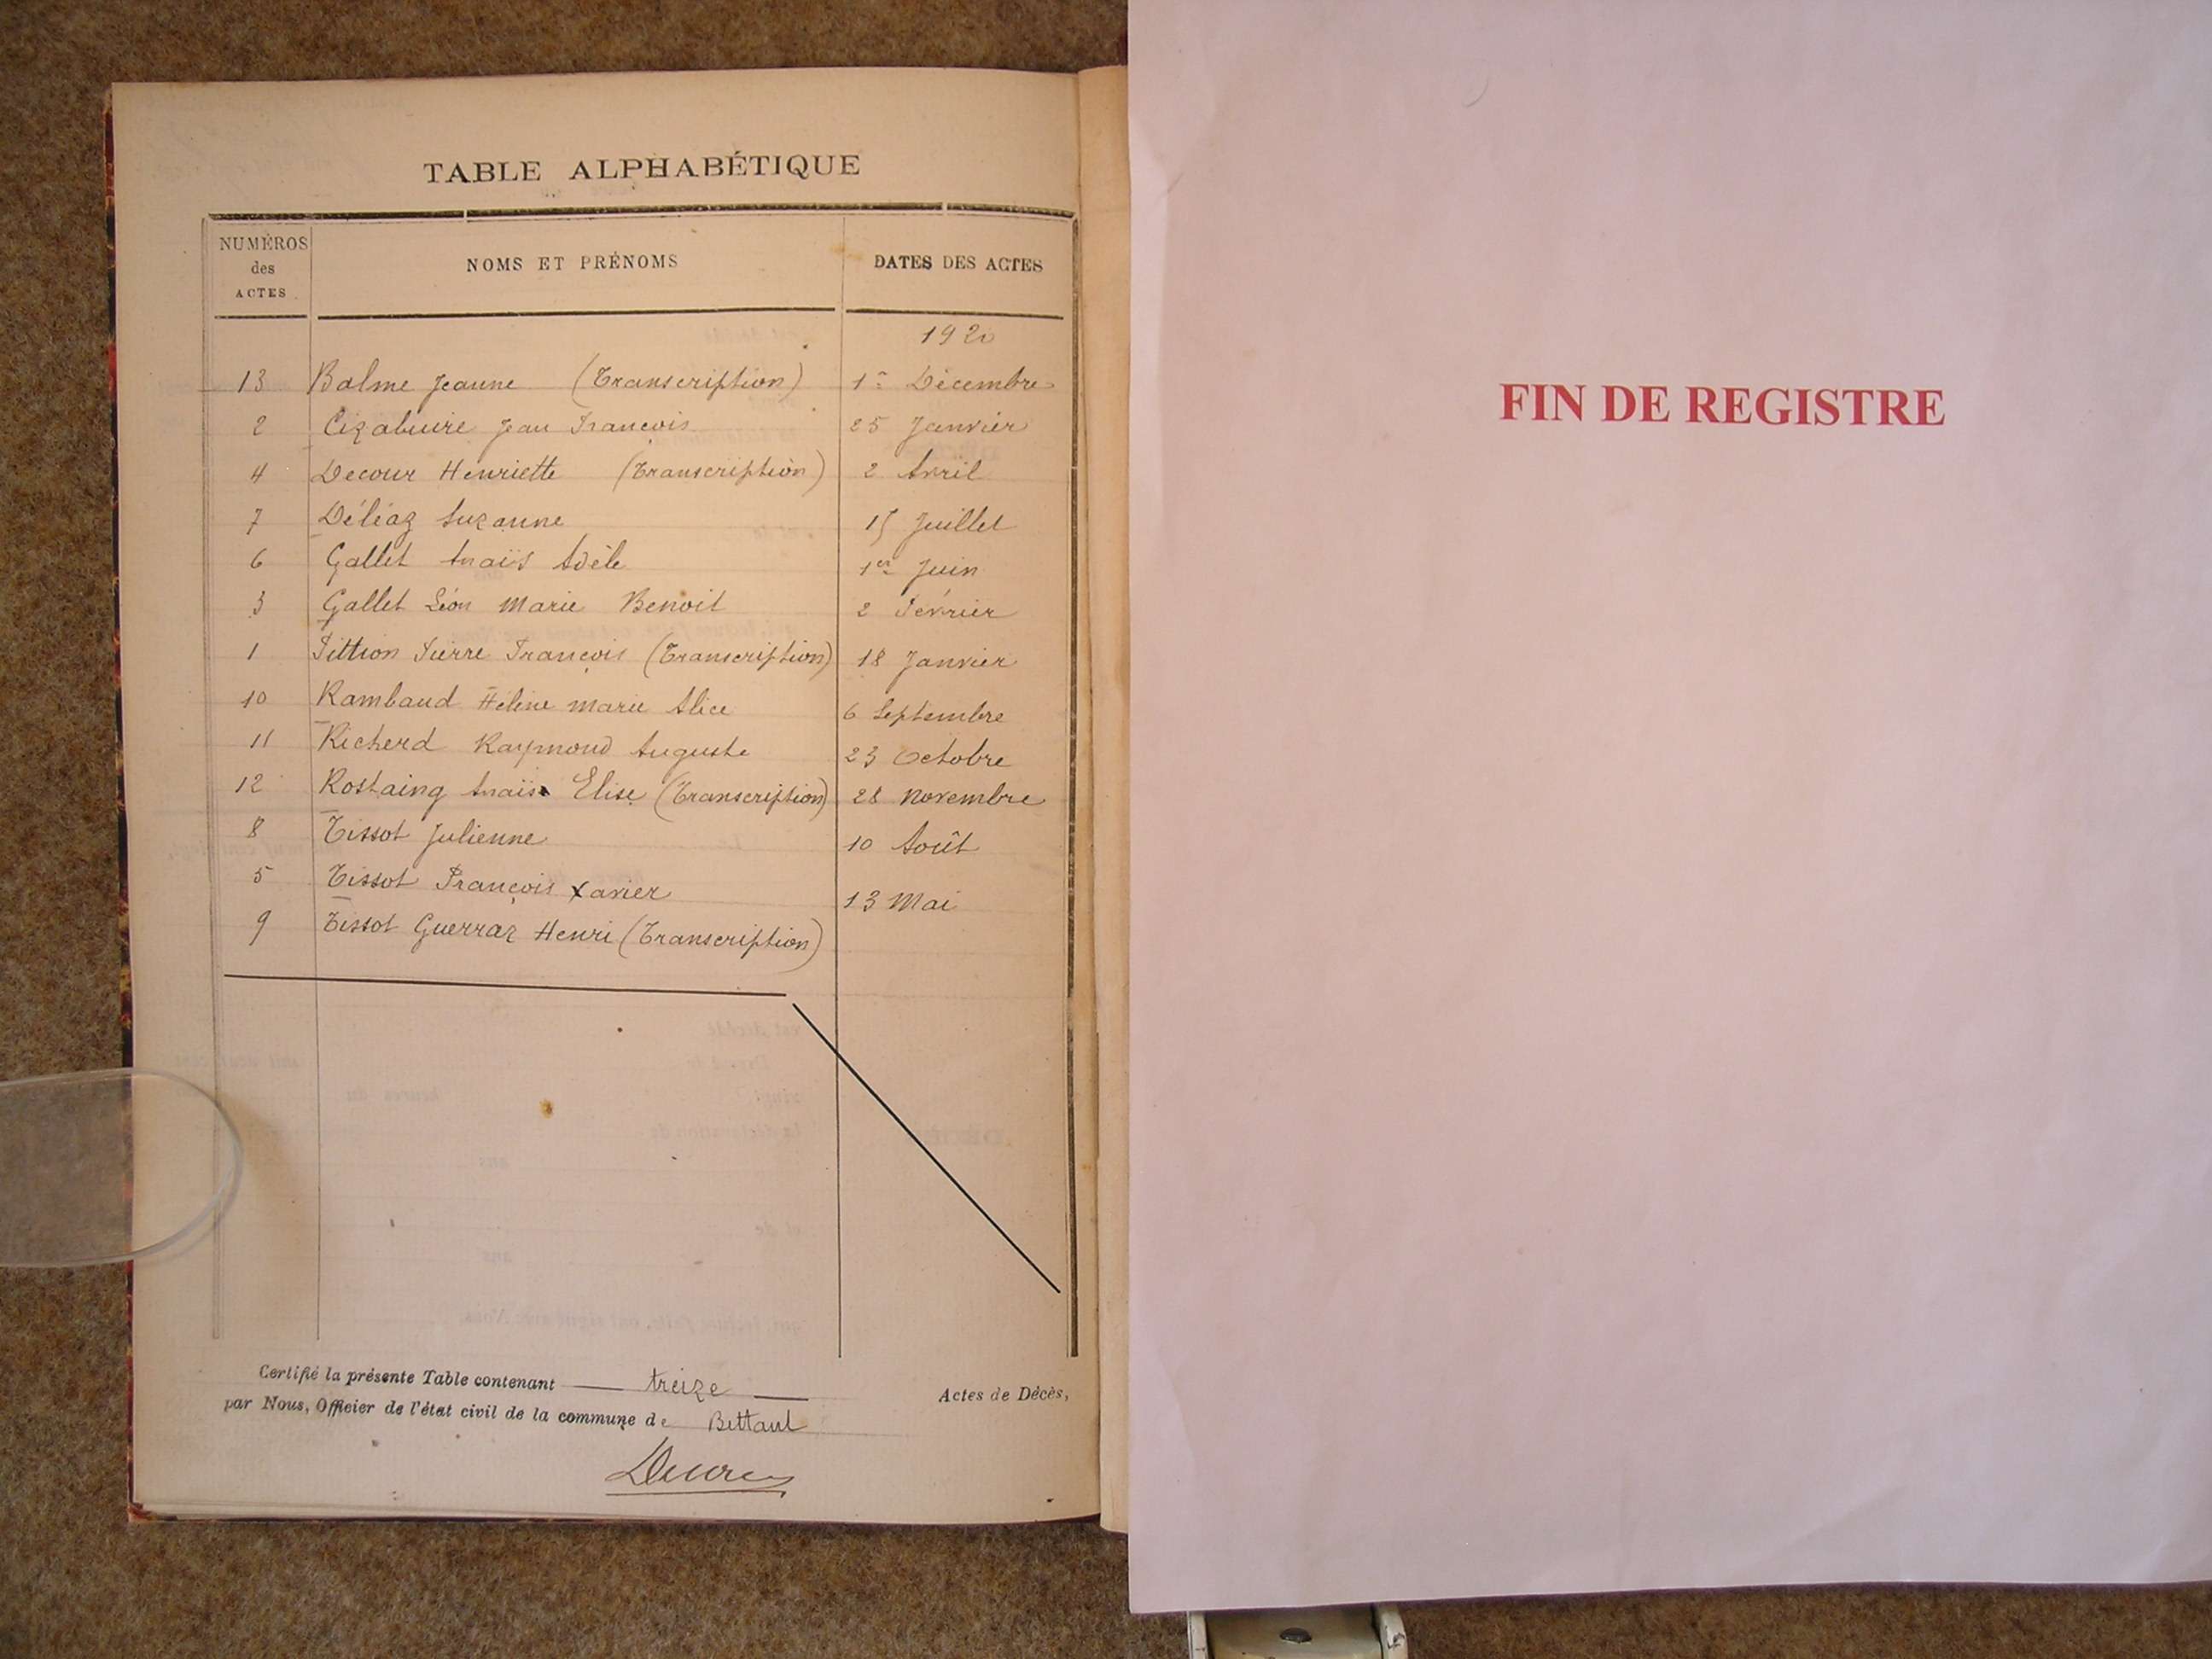 TABLE ALPHABÉTIQUE
NUMÉROS des ACTES
NOMS ET PRÉNOMS
DATES DES ACTES
1920
13 Balme Jeanne (Transcription) 1er Décembre
2 Cizabuire Jean François 25 Janvier
4 Decour Henriette (Transcription) 2 Avril
7 Déléaz Suzanne 15 Juillet
6 Gallet Anaïs Adèle 1er Juin
3 Gallet Léon Marie Benoit 2 Février
1 Pittion Pierre François (Transcription) 18 Janvier
10 Rambaud Hélène Marie Alice 6 Septembre
11 Richerd Raymond Auguste 23 Octobre
12 Rostaing Anaïs Elise (Transcription) 28 Novembre
8 Tissot Julienne 10 Août
5 Tissot François Xavier 13 Mai
9 Tissot Guerraz Henri (Transcription)
Certifié la présente Table contenant treize Actes de Décès,
par Nous, Officier de l'état civil de la commune de
FIN DE REGISTRE